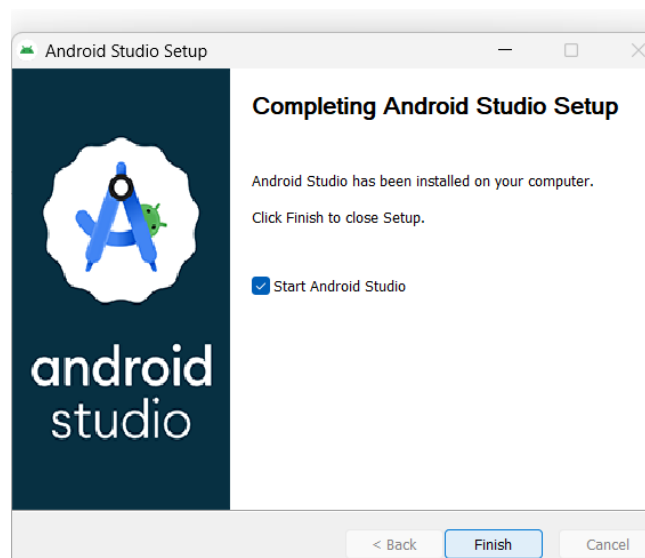 Android Studio Setup
Completing Android Studio Setup
Android Studio has been installed on your computer.
Click Finish to close Setup.
Start Android Studio
android
studio
< Back
Finish
Cancel